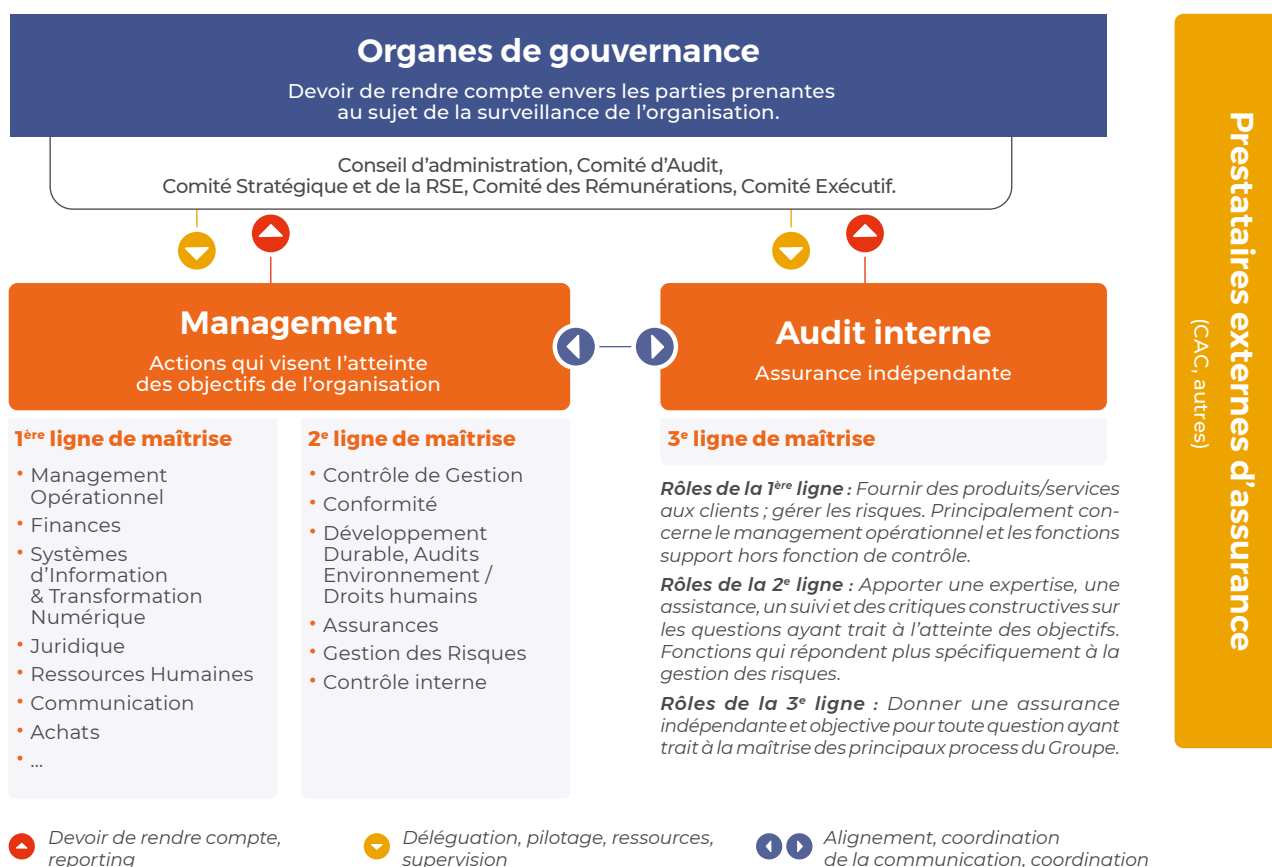 Organes de gouvernance
Devoir de rendre compte envers les parties prenantes
au sujet de la surveillance de l'organisation.
Conseil d'administration, Comité d'Audit,
Comité Stratégique et de la RSE, Comité des Rémunérations, Comité Exécutif.
Management
Actions qui visent l'atteinte
des objectifs de l'organisation
Audit interne
Assurance indépendante
1ère ligne de maîtrise
• Management
Opérationnel
• Finances
• Systèmes
d'Information
& Transformation
Numérique
• Juridique
• Ressources Humaines
• Communication
• Achats
• ...
2e ligne de maîtrise
• Contrôle de Gestion
• Conformité
• Développement
Durable, Audits
Environnement /
Droits humains
• Assurances
• Gestion des Risques
• Contrôle interne
3e ligne de maîtrise
Rôles de la 1ère ligne : Fournir des produits/services
aux clients ; gérer les risques. Principalement con-
cerne le management opérationnel et les fonctions
support hors fonction de contrôle.
Rôles de la 2e ligne : Apporter une expertise, une
assistance, un suivi et des critiques constructives sur
les questions ayant trait à l'atteinte des objectifs.
Fonctions qui répondent plus spécifiquement à la
gestion des risques.
Rôles de la 3e ligne : Donner une assurance
indépendante et objective pour toute question ayant
trait à la maîtrise des principaux process du Groupe.
Prestataires externes d'assurance
(CAC, autres)
Devoir de rendre compte,
reporting
Déléguation, pilotage, ressources,
supervision
Alignement, coordination
de la communication, coordination